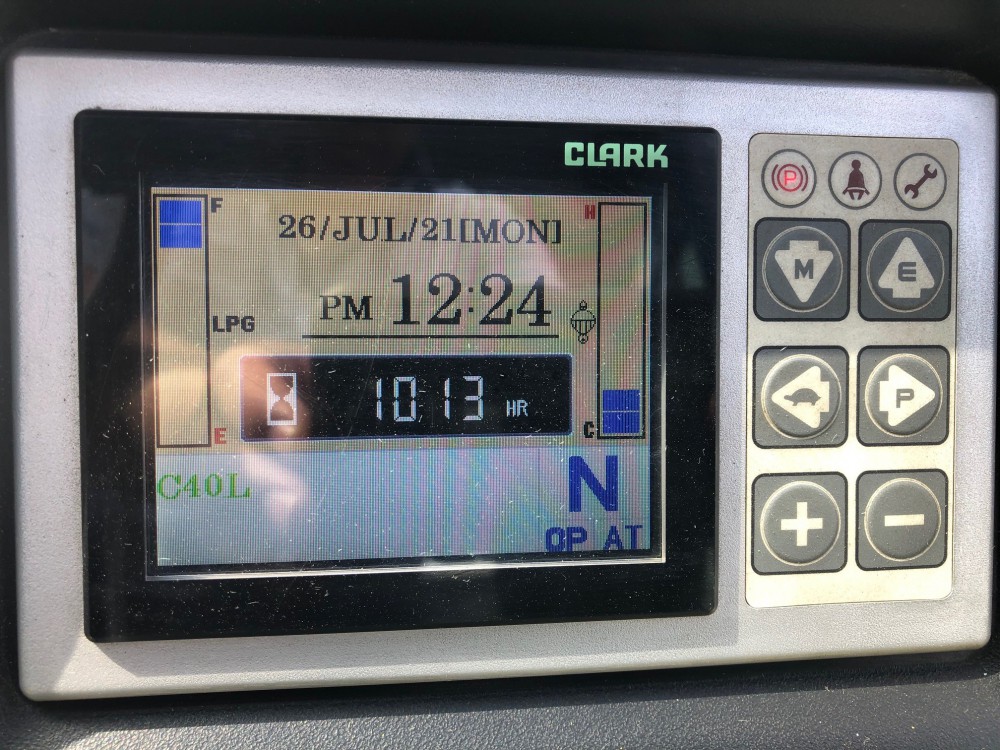 CLARK
F
26/JUL/21[MON]
H
PM 12:24
LPG
1013 HR
E
C
C40L
N
OP AT
P
M
E
P
+
−